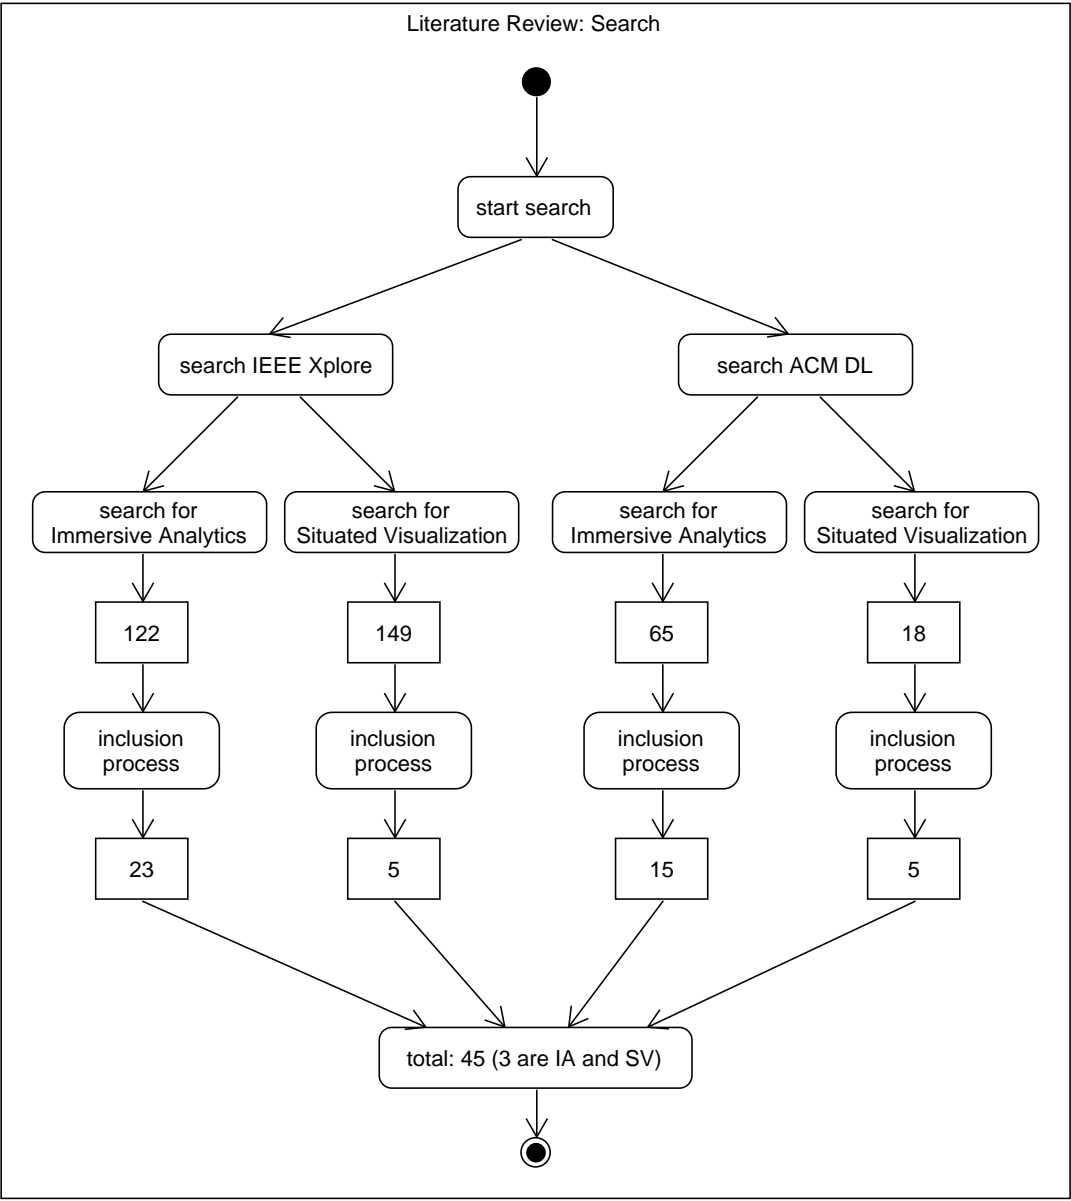 Literature Review: Search
start search
search IEEE Xplore
search ACM DL
search for
Immersive Analytics
search for
Situated Visualization
search for
Immersive Analytics
search for
Situated Visualization
122
149
65
18
inclusion
process
inclusion
process
inclusion
process
inclusion
process
23
5
15
5
total: 45 (3 are IA and SV)